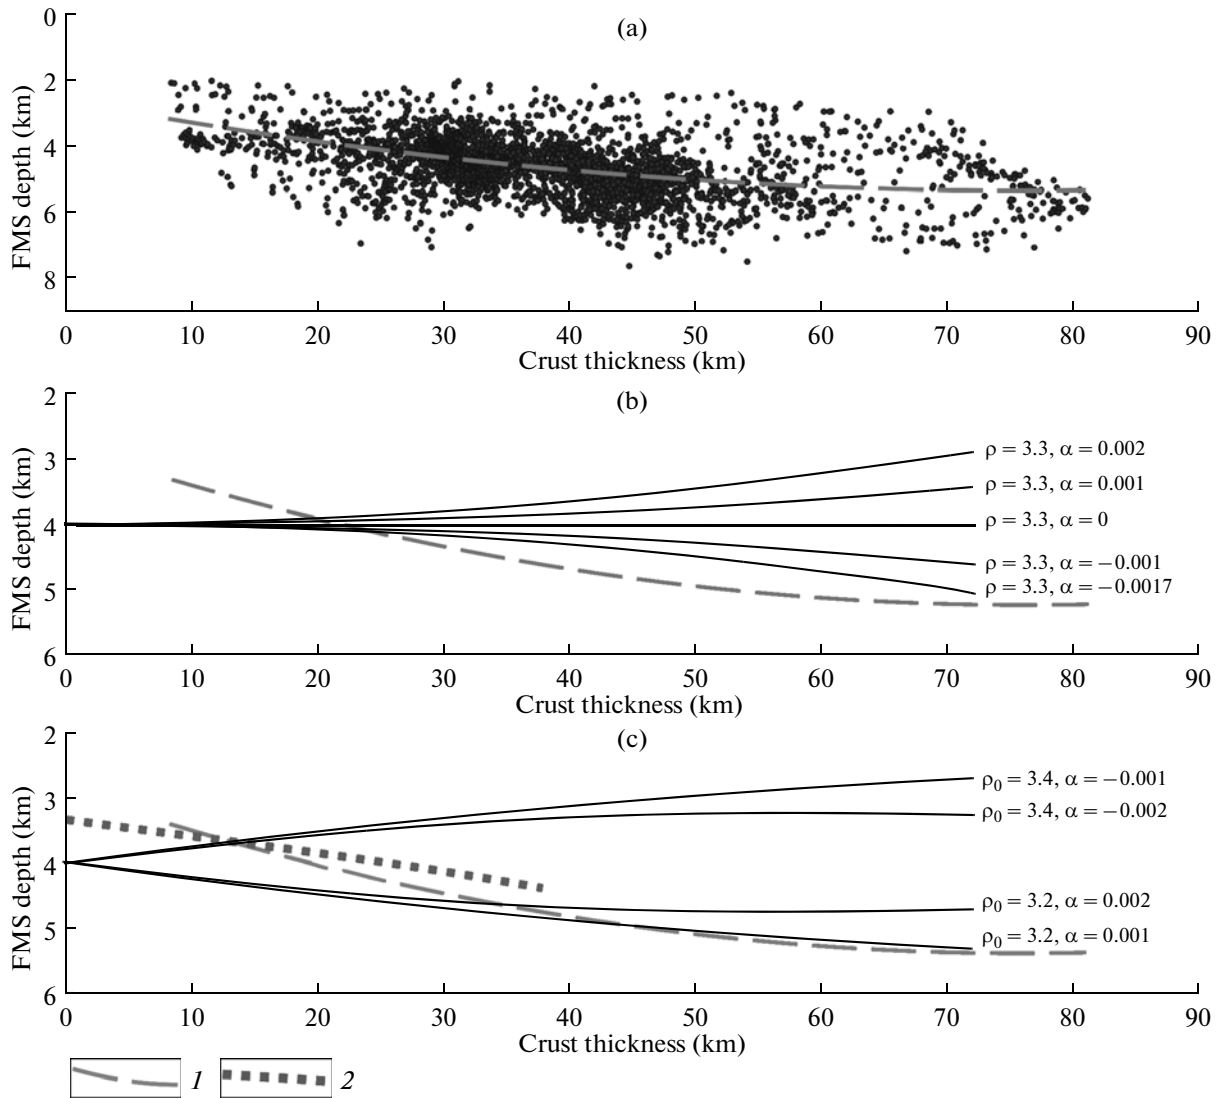 (a)
FMS depth (km)
0
2
4
6
8
0 10 20 30 40 50 60 70 80 90
Crust thickness (km)
(b)
FMS depth (km)
2
3
4
5
6
ρ = 3.3, α = 0.002
ρ = 3.3, α = 0.001
ρ = 3.3, α = 0
ρ = 3.3, α = −0.001
ρ = 3.3, α = −0.0017
0 10 20 30 40 50 60 70 80 90
Crust thickness (km)
(c)
FMS depth (km)
2
3
4
5
6
ρ₀ = 3.4, α = −0.001
ρ₀ = 3.4, α = −0.002
ρ₀ = 3.2, α = 0.002
ρ₀ = 3.2, α = 0.001
0 10 20 30 40 50 60 70 80 90
Crust thickness (km)
1 2